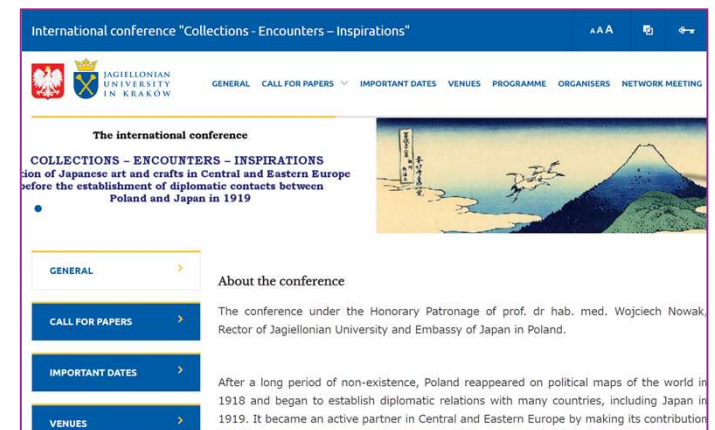 International conference "Collections - Encounters – Inspirations"
AAA
JAGIELLONIAN
UNIVERSITY
IN KRAKÓW
GENERAL CALL FOR PAPERS IMPORTANT DATES VENUES PROGRAMME ORGANISERS NETWORK MEETING
The international conference
COLLECTIONS – ENCOUNTERS – INSPIRATIONS
tion of Japanese art and crafts in Central and Eastern Europe
before the establishment of diplomatic contacts between
Poland and Japan in 1919
GENERAL
CALL FOR PAPERS
IMPORTANT DATES
VENUES
About the conference
The conference under the Honorary Patronage of prof. dr hab. med. Wojciech Nowak,
Rector of Jagiellonian University and Embassy of Japan in Poland.
After a long period of non-existence, Poland reappeared on political maps of the world in
1918 and began to establish diplomatic relations with many countries, including Japan in
1919. It became an active partner in Central and Eastern Europe by making its contribution